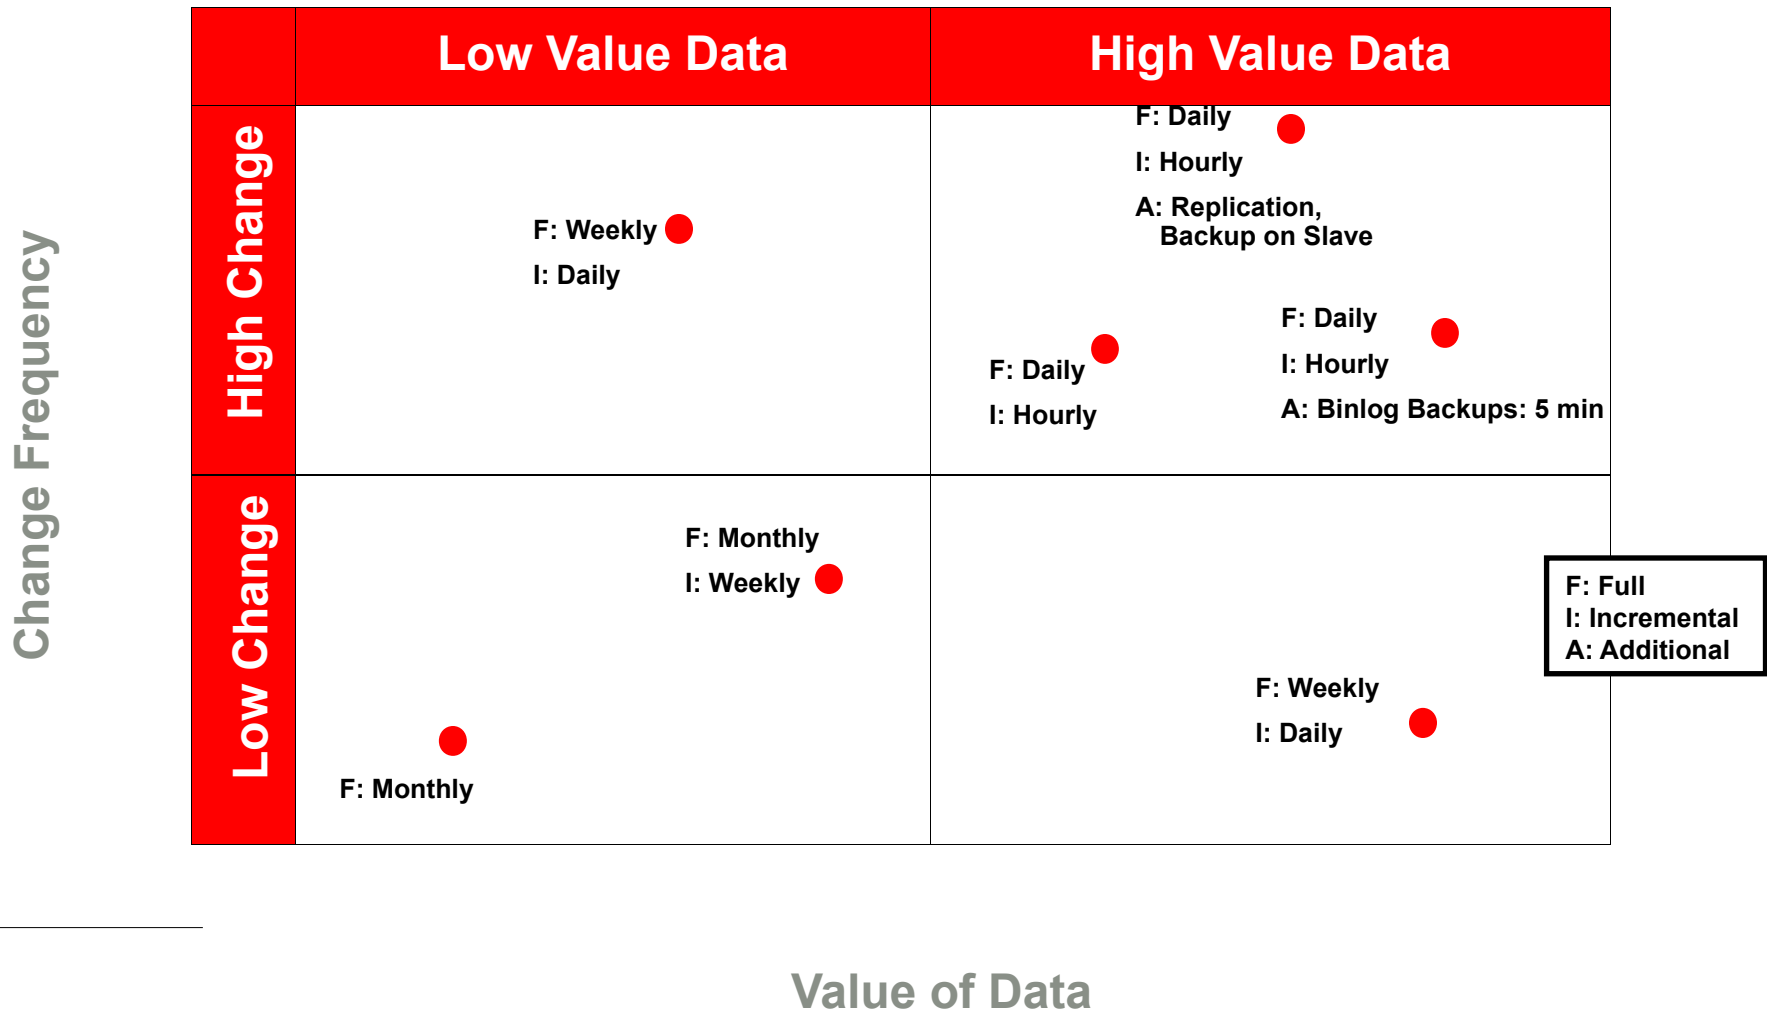 Low Value Data
High Value Data
Change Frequency
High Change
F: Weekly
I: Daily
F: Daily
I: Hourly
A: Replication,
Backup on Slave
F: Daily
I: Hourly
F: Daily
I: Hourly
A: Binlog Backups: 5 min
Low Change
F: Monthly
I: Weekly
F: Monthly
F: Weekly
I: Daily
F: Full
I: Incremental
A: Additional
Value of Data